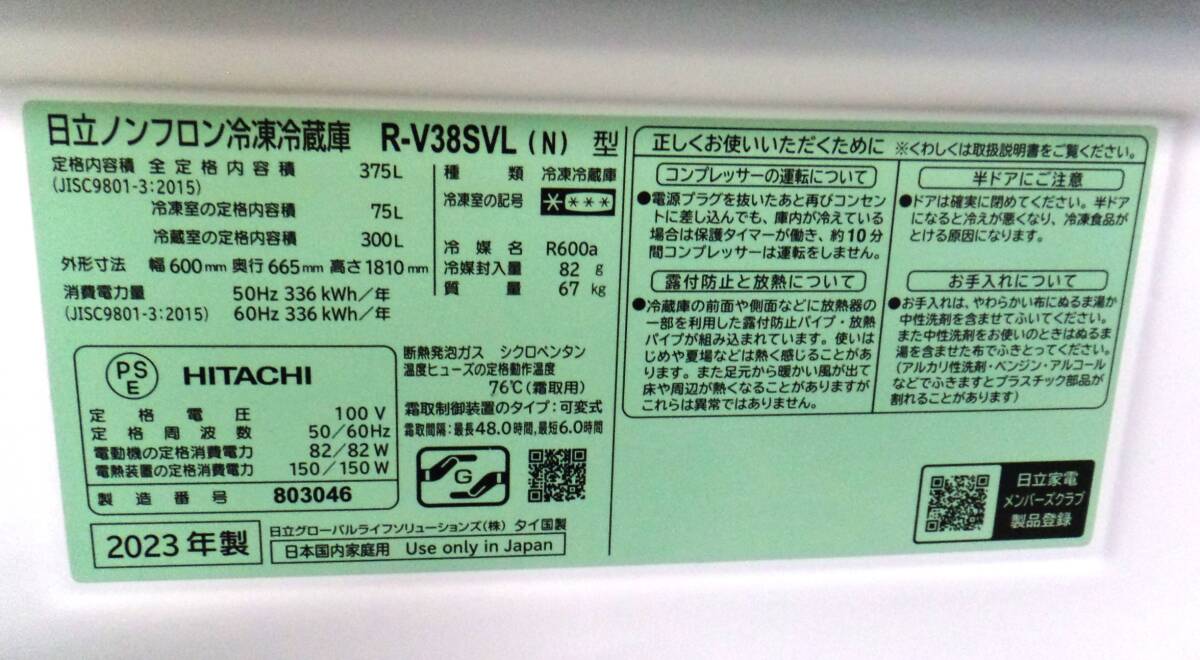 日立ノンフロン冷凍冷蔵庫 R-V38SVL (N) 型
定格内容積 全定格内容積 375L
(JISC9801-3:2015)
冷凍室の定格内容積 75L
冷蔵室の定格内容積 300L
外形寸法 幅600mm 奥行665mm 高さ1810mm
消費電力量 50Hz 336 kWh/年
(JISC9801-3:2015) 60Hz 336 kWh/年
種類 冷凍冷蔵庫
冷凍室の記号
冷媒名 R600a
冷媒封入量 82 g
質量 67 kg
PS
E
HITACHI
定格電圧 100 V
定格周波数 50/60Hz
電動機の定格消費電力 82/82 W
電熱装置の定格消費電力 150/150 W
製造番号 803046
断熱発泡ガス シクロペンタン
温度ヒューズの定格動作温度
76℃(霜取用)
霜取制御装置のタイプ:可変式
霜取間隔:最長48.0時間,最短6.0時間
G
2023年製
日立グローバルライフソリューションズ(株) タイ国製
日本国内家庭用 Use only in Japan
正しくお使いいただくために ※くわしくは取扱説明書をご覧ください。
コンプレッサーの運転について
●電源プラグを抜いたあと再びコンセン
トに差し込んでも、庫内が冷えている
場合は保護タイマーが働き、約10分
間コンプレッサーは運転をしません。
露付防止と放熱について
●冷蔵庫の前面や側面などに放熱器の
一部を利用した露付防止パイプ・放熱
パイプが組み込まれています。使いは
じめや夏場などは熱く感じることがあ
ります。また足元から暖かい風が出て
床や周辺が熱くなることがありますが
これらは異常ではありません。
半ドアにご注意
●ドアは確実に閉めてください。半ドア
になると冷えが悪くなり、冷凍食品が
とける原因になります。
お手入れについて
●お手入れは、やわらかい布にぬるま湯か
中性洗剤を含ませてふいてください。
また中性洗剤をお使いのときはぬるま
湯を含ませた布でふきとってください。
(アルカリ性洗剤・ベンジン・アルコール
などでふきますとプラスチック部品が
割れることがあります)
日立家電
メンバーズクラブ
製品登録